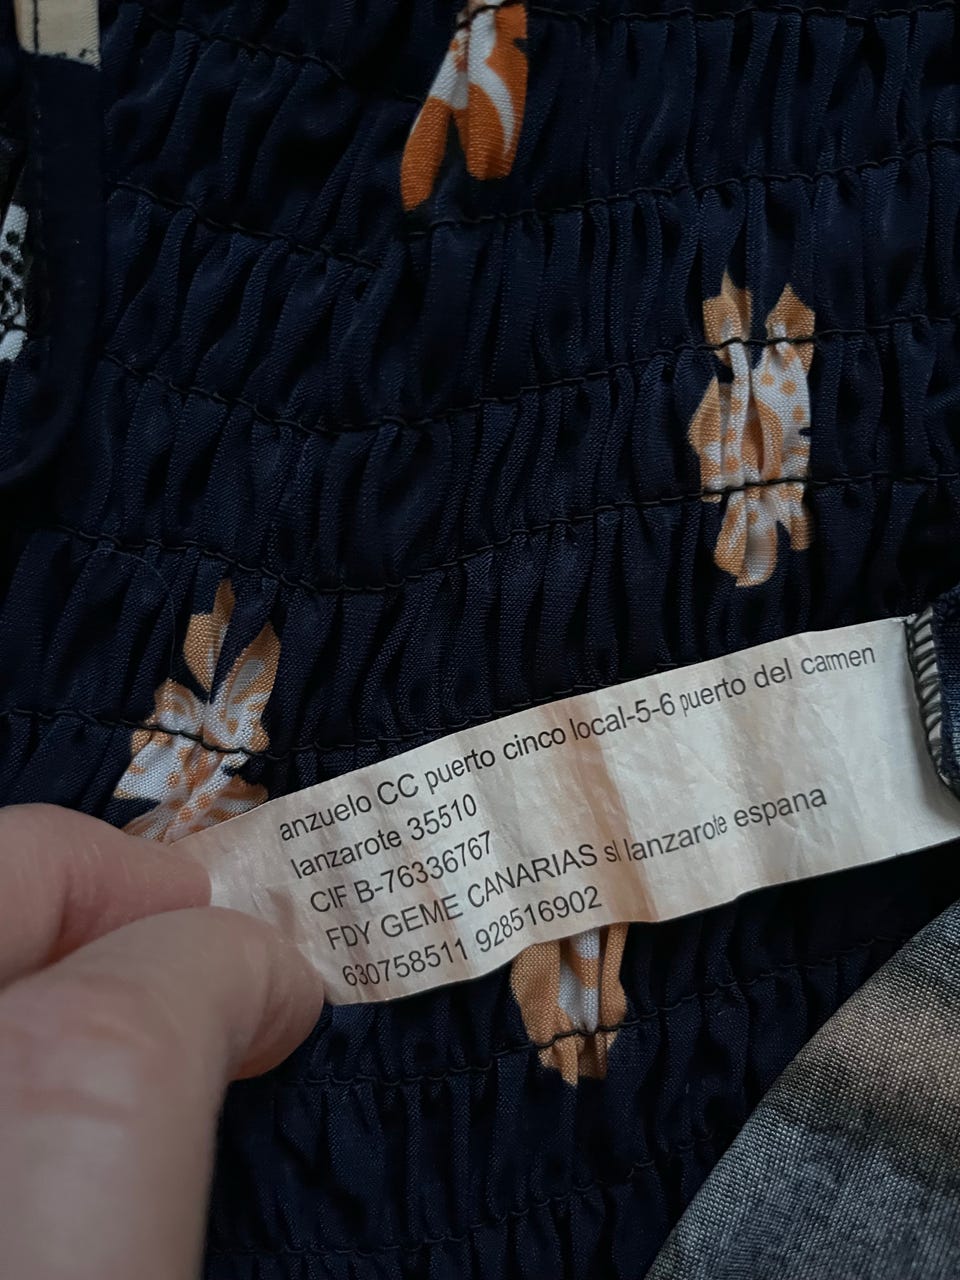 anzuelo CC puerto cinco local-5-6 puerto del carmen
lanzarote 35510
CIF B-76336767
FDY GEME CANARIAS sl lanzarote espana
630758511 928516902